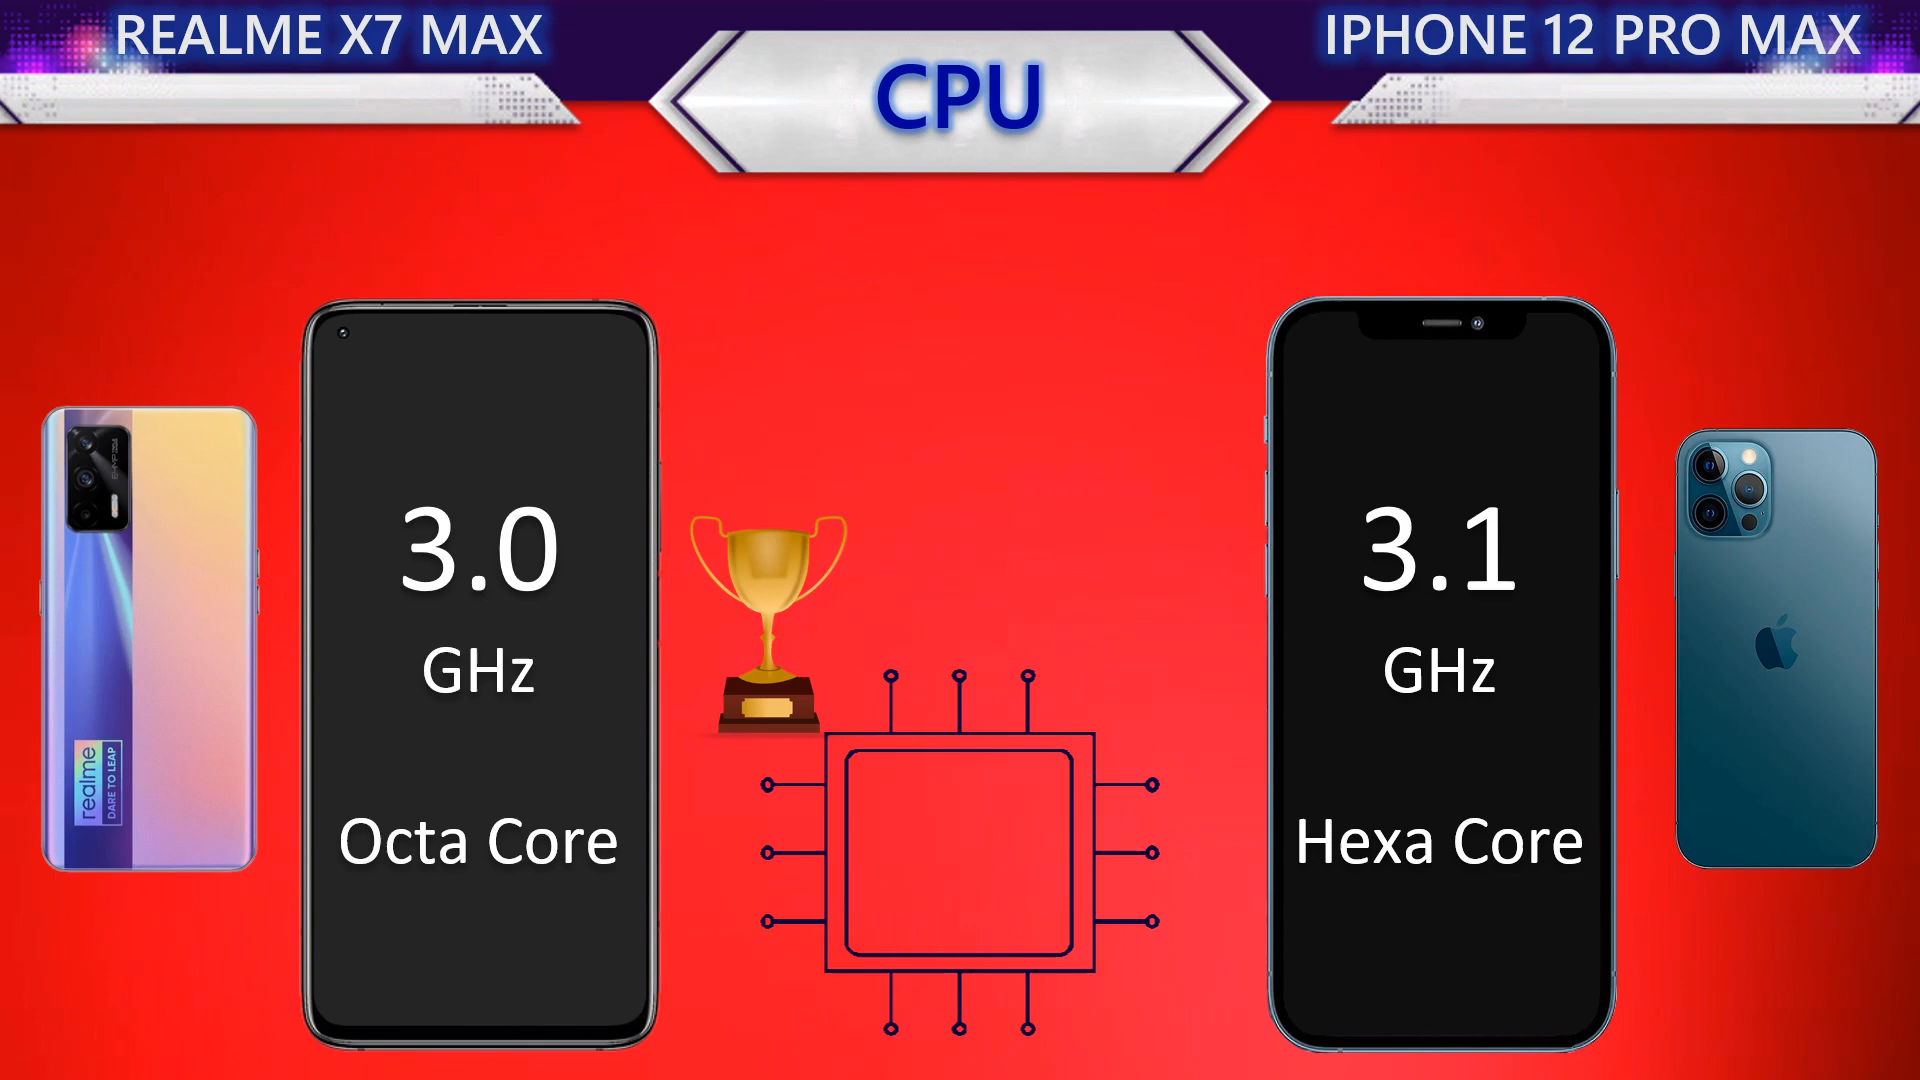 REALME X7 MAX
CPU
IPHONE 12 PRO MAX
3.0
GHz
Octa Core
3.1
GHz
Hexa Core
realme
DARE TO LEAP